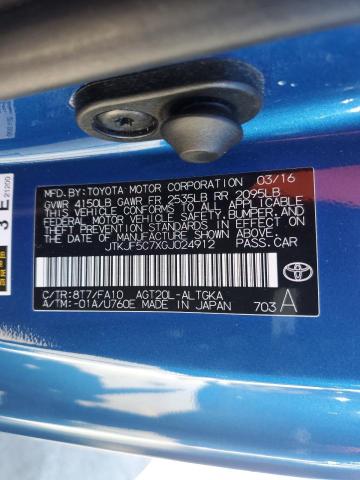 MFD.BY:TOYOTA MOTOR CORPORATION 03/16
GVWR 4150LB GAWR FR 2535LB RR 2095LB
THIS VEHICLE CONFORMS TO ALL APPLICABLE
FEDERAL MOTOR VEHICLE SAFETY, BUMPER, AND
THEFT PREVENTION STANDARDS IN EFFECT ON
THE DATE OF MANUFACTURE SHOWN ABOVE.
JTKJF5C7XGJ024912 PASS.CAR
C/TR:8T7/FA10 AGT20L-ALTGKA
A/TM:-01A/U760E MADE IN JAPAN 703 A
3 E
21200